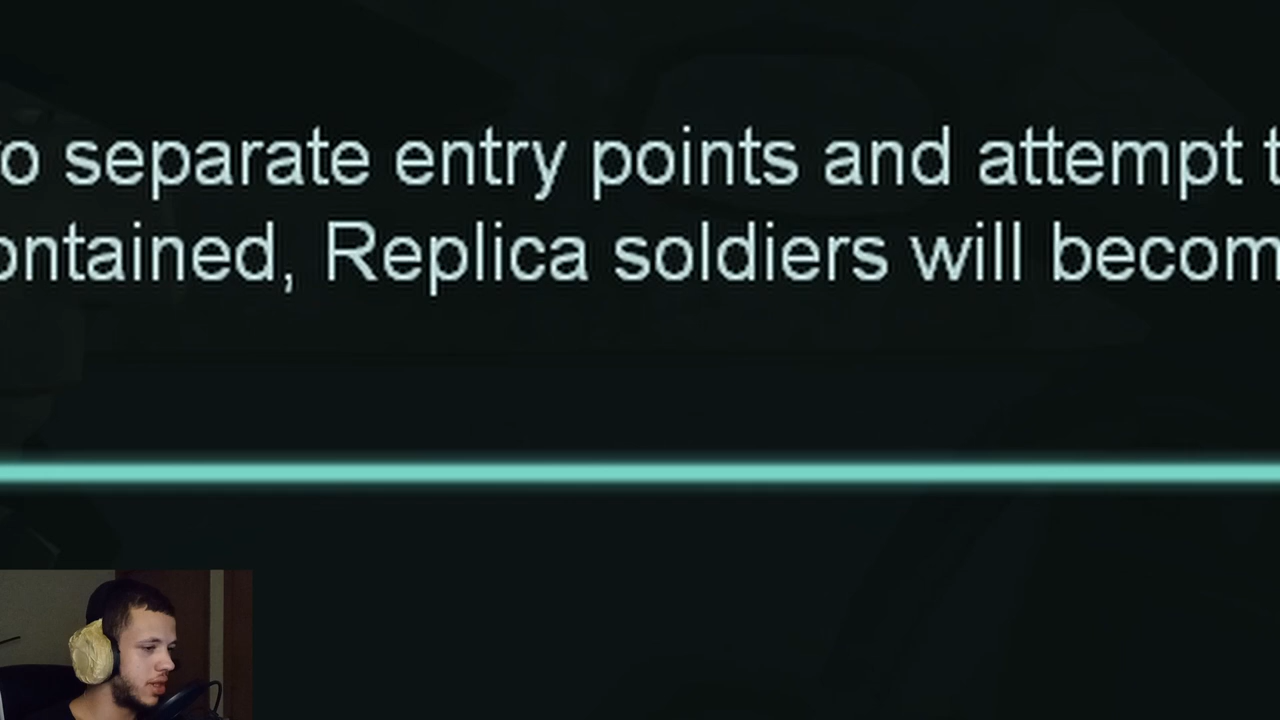 o separate entry points and attempt t
ontained, Replica soldiers will becom